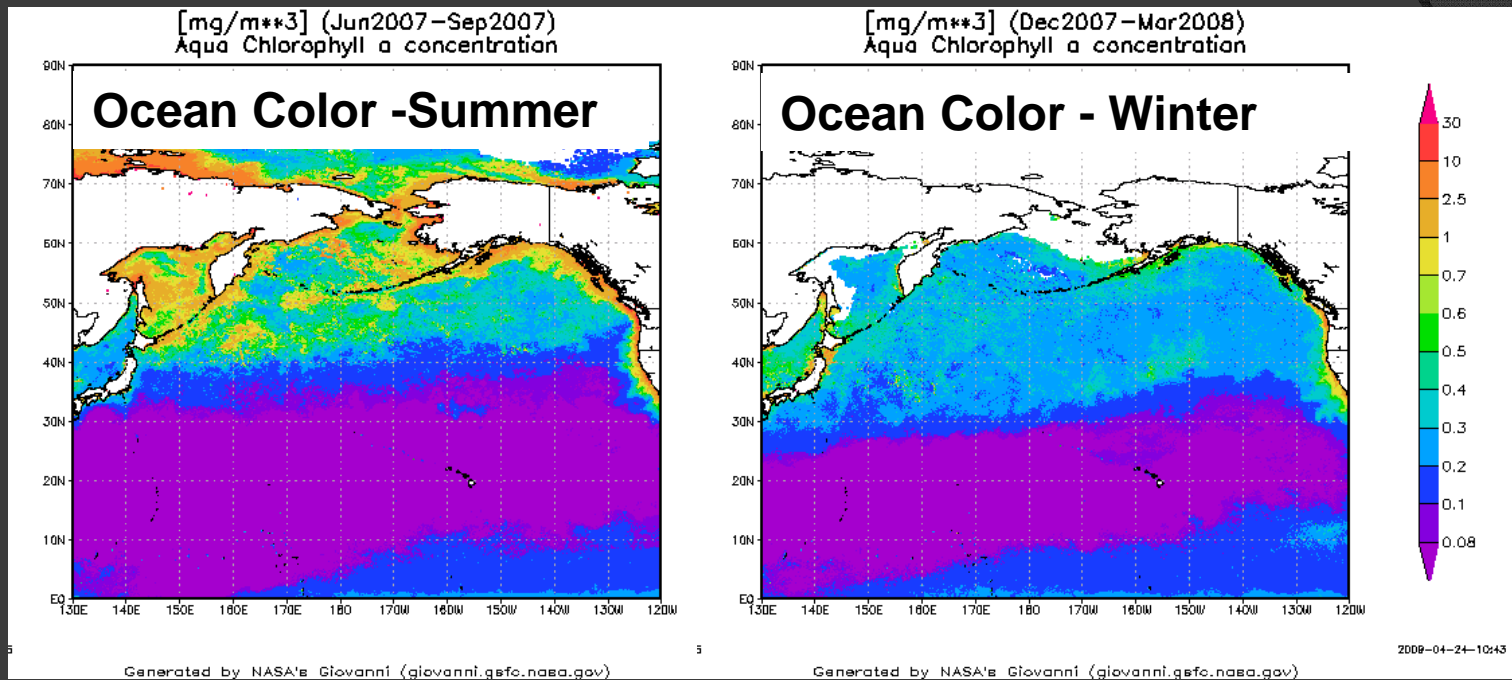 [mg/m**3] (Jun2007-Sep2007)
Aqua Chlorophyll a concentration
Ocean Color -Summer
90N
80N
70N
60N
50N
40N
30N
20N
10N
EQ
130E 140E 150E 160E 170E 180 170W 160W 150W 140W 130W 120W
Generated by NASA's Giovanni (giovanni.gsfc.nasa.gov)
[mg/m**3] (Dec2007-Mar2008)
Aqua Chlorophyll a concentration
Ocean Color - Winter
90N
80N
70N
60N
50N
40N
30N
20N
10N
EQ
130E 140E 150E 160E 170E 180 170W 160W 150W 140W 130W 120W
Generated by NASA's Giovanni (giovanni.gsfc.nasa.gov)
30
10
2.5
1
0.7
0.6
0.5
0.4
0.3
0.2
0.1
0.08